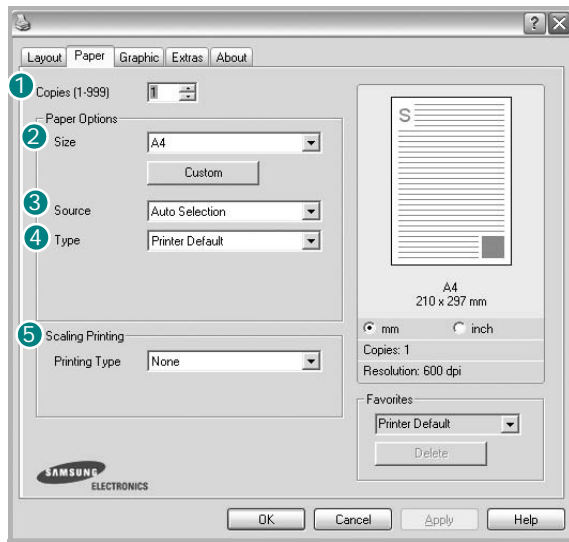 ?
Layout Paper Graphic Extras About
1 Copies (1-999) 1
Paper Options
2 Size A4
Custom
3 Source Auto Selection
4 Type Printer Default
5 Scaling Printing
Printing Type None
S
A4
210 x 297 mm
mm inch
Copies: 1
Resolution: 600 dpi
Favorites
Printer Default
Delete
SAMSUNG
ELECTRONICS
OK Cancel Apply Help